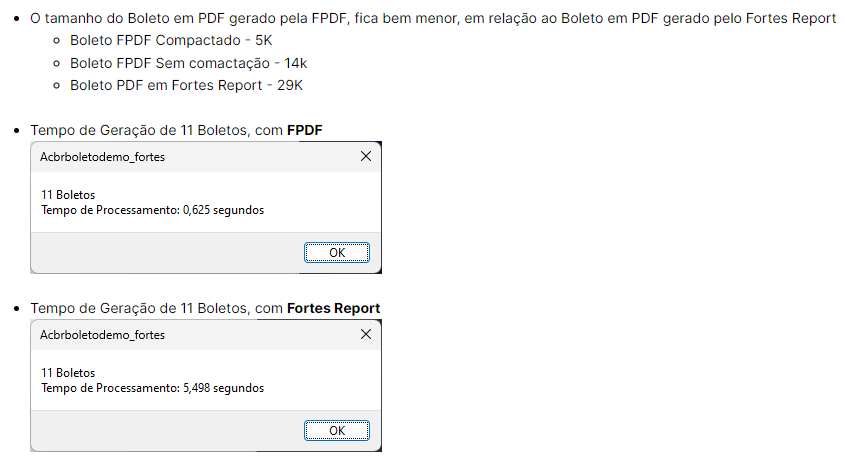 O tamanho do Boleto em PDF gerado pela FPDF, fica bem menor, em relação ao Boleto em PDF gerado pelo Fortes Report
Boleto FPDF Compactado - 5K
Boleto FPDF Sem comactação - 14k
Boleto PDF em Fortes Report - 29K
Tempo de Geração de 11 Boletos, com FPDF
Acbrboletodemo_fortes
11 Boletos
Tempo de Processamento: 0,625 segundos
OK
Tempo de Geração de 11 Boletos, com Fortes Report
Acbrboletodemo_fortes
11 Boletos
Tempo de Processamento: 5,498 segundos
OK